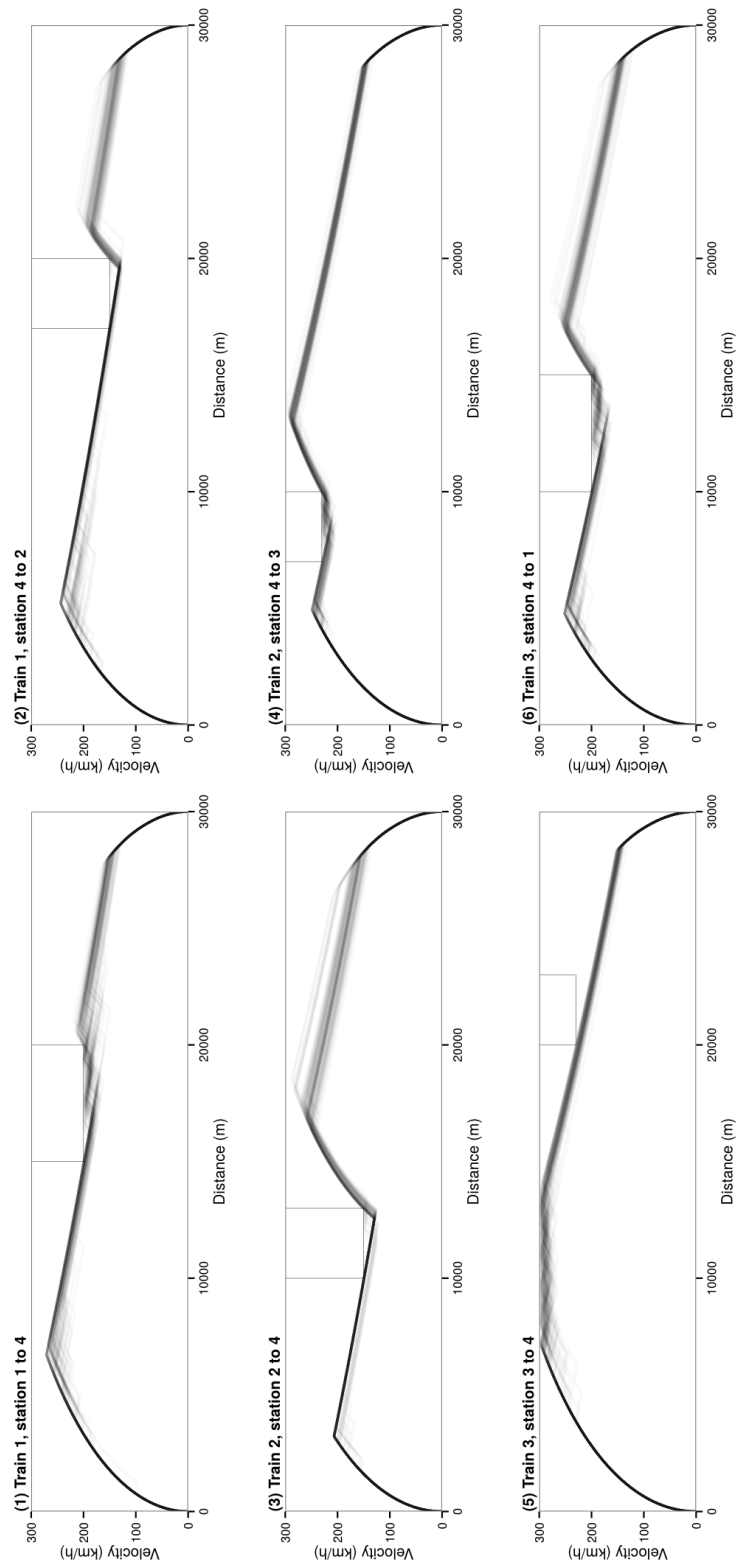 (1) Train 1, station 1 to 4
Velocity (km/h)
300
200
100
0
0
10000
20000
30000
Distance (m)
(2) Train 1, station 4 to 2
Velocity (km/h)
300
200
100
0
0
10000
20000
30000
Distance (m)
(3) Train 2, station 2 to 4
Velocity (km/h)
300
200
100
0
0
10000
20000
30000
Distance (m)
(4) Train 2, station 4 to 3
Velocity (km/h)
300
200
100
0
0
10000
20000
30000
Distance (m)
(5) Train 3, station 3 to 4
Velocity (km/h)
300
200
100
0
0
10000
20000
30000
Distance (m)
(6) Train 3, station 4 to 1
Velocity (km/h)
300
200
100
0
0
10000
20000
30000
Distance (m)